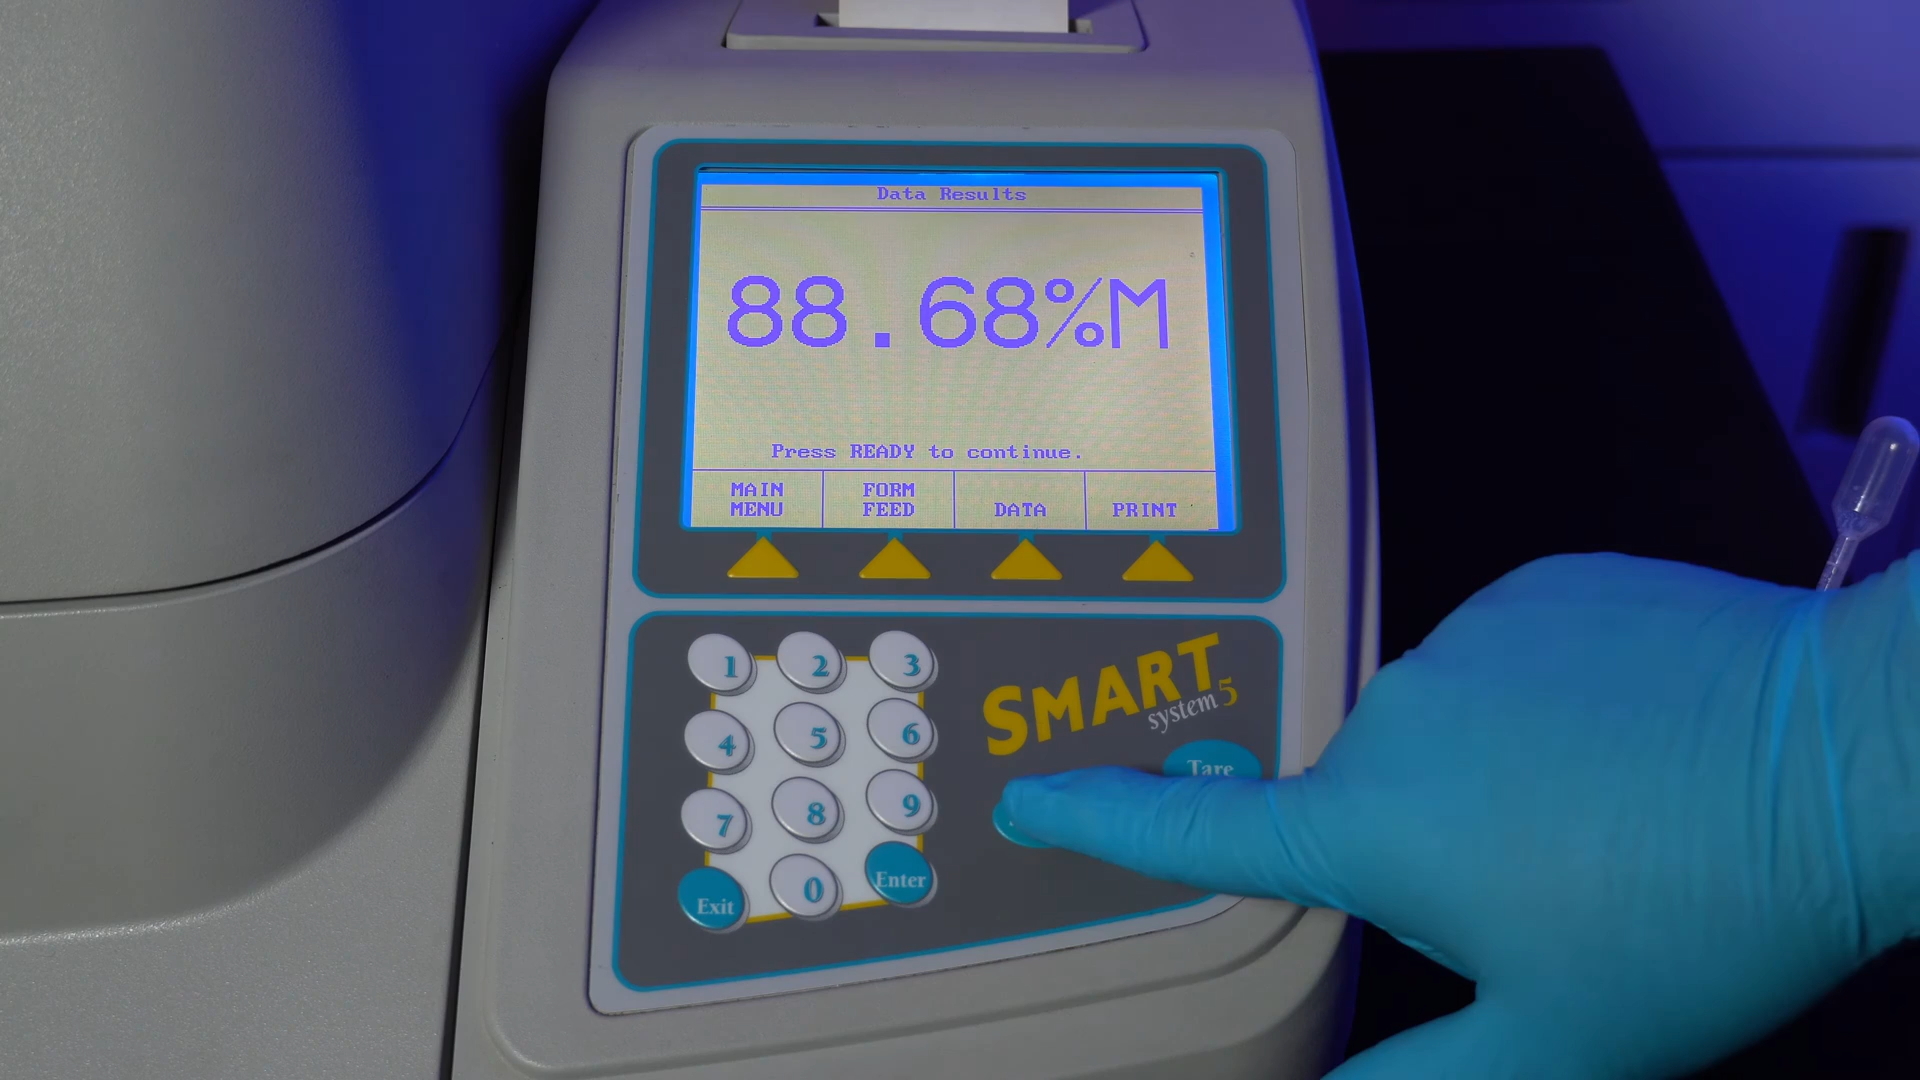 Data Results
88.68%M
Press READY to continue.
MAIN MENU
FORM FEED
DATA
PRINT
1 2 3
4 5 6
7 8 9
Exit 0 Enter
SMART
system 5
Tare